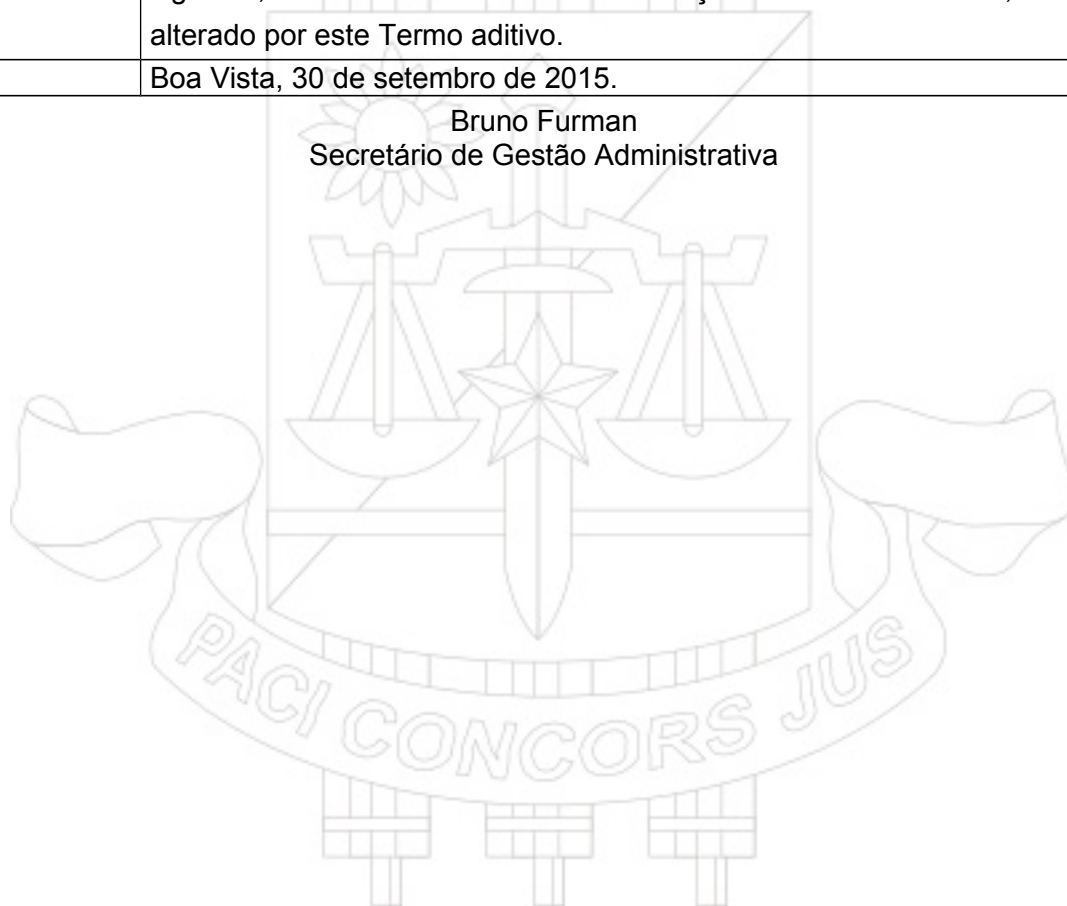 alterado por este Termo aditivo.
Boa Vista, 30 de setembro de 2015.
Bruno Furman
Secretário de Gestão Administrativa
PACI CONCORS JUS